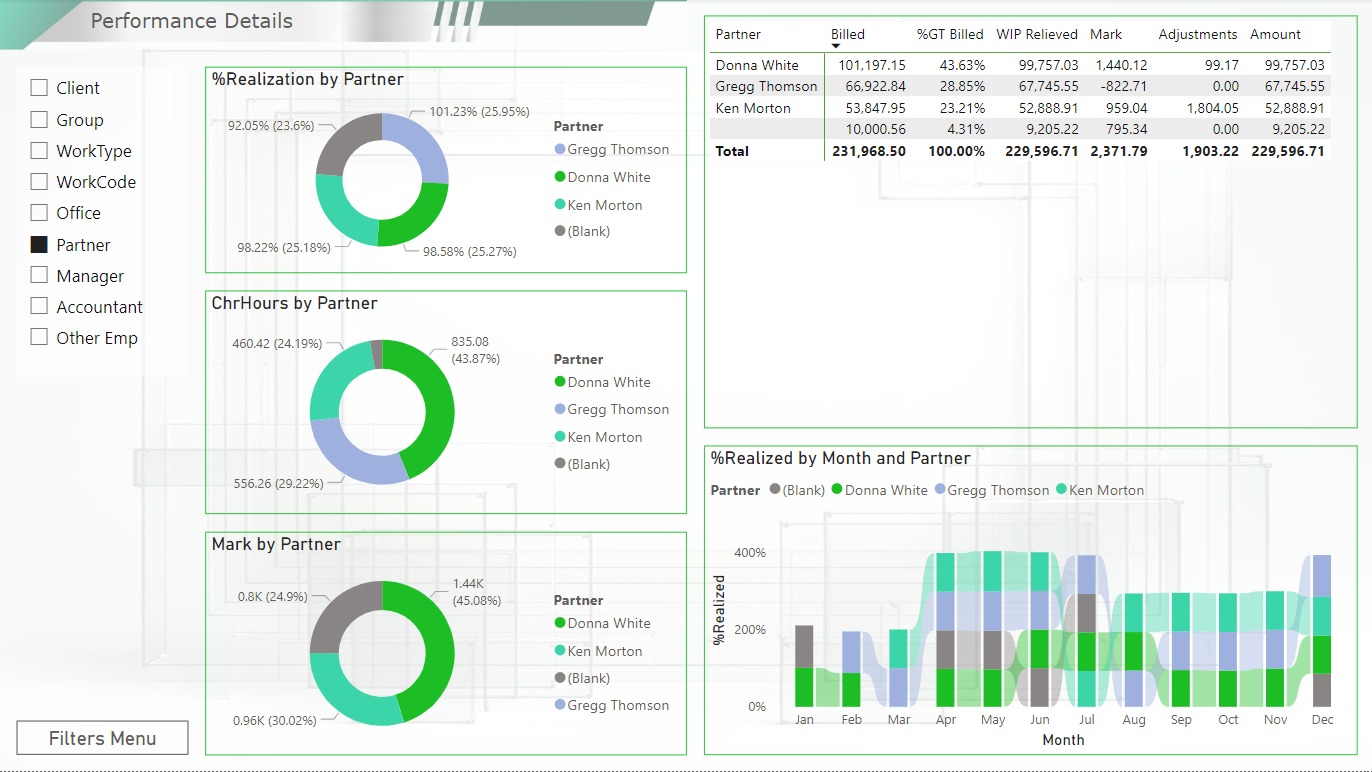 Performance Details
Client
Group
WorkType
WorkCode
Office
Partner
Manager
Accountant
Other Emp
Filters Menu
%Realization by Partner
101.23% (25.95%)
92.05% (23.6%)
98.22% (25.18%)
98.58% (25.27%)
Partner
Gregg Thomson
Donna White
Ken Morton
(Blank)
ChrHours by Partner
460.42 (24.19%)
835.08
(43.87%)
556.26 (29.22%)
Partner
Donna White
Gregg Thomson
Ken Morton
(Blank)
Mark by Partner
1.44K
(45.08%)
0.8K (24.9%)
0.96K (30.02%)
Partner
Donna White
Ken Morton
(Blank)
Gregg Thomson
Partner Billed %GT Billed WIP Relieved Mark Adjustments Amount
Donna White 101,197.15 43.63% 99,757.03 1,440.12 99.17 99,757.03
Gregg Thomson 66,922.84 28.85% 67,745.55 -822.71 0.00 67,745.55
Ken Morton 53,847.95 23.21% 52,888.91 959.04 1,804.05 52,888.91
10,000.56 4.31% 9,205.22 795.34 0.00 9,205.22
Total 231,968.50 100.00% 229,596.71 2,371.79 1,903.22 229,596.71
%Realized by Month and Partner
Partner (Blank) Donna White Gregg Thomson Ken Morton
%Realized
400%
200%
0%
Jan Feb Mar Apr May Jun Jul Aug Sep Oct Nov Dec
Month